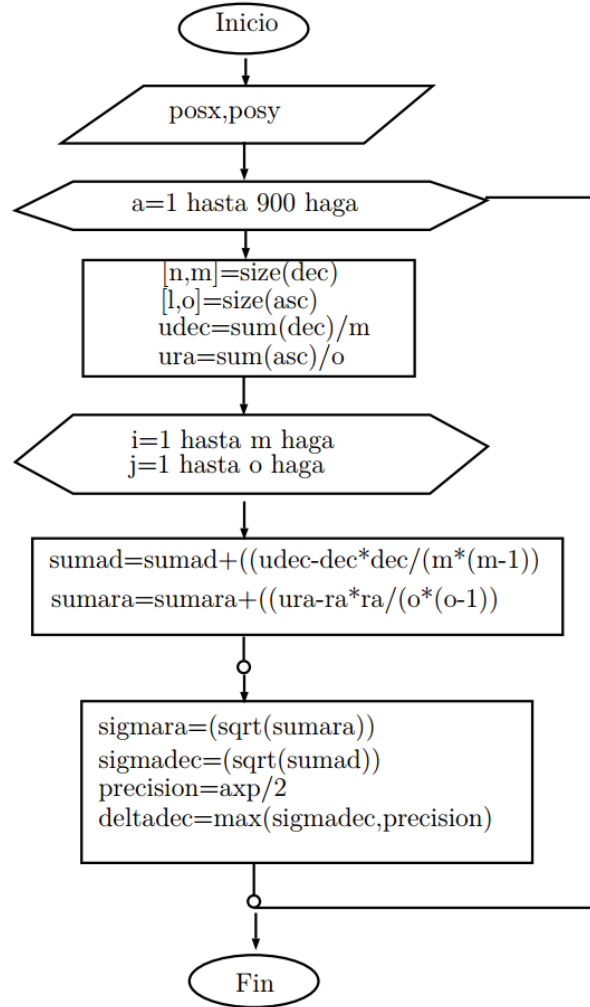 Inicio
posx,posy
a=1 hasta 900 haga
[n,m]=size(dec)
[l,o]=size(asc)
udec=sum(dec)/m
ura=sum(asc)/o
i=1 hasta m haga
j=1 hasta o haga
sumad=sumad+((udec-dec*dec/(m*(m-1))
sumara=sumara+((ura-ra*ra/(o*(o-1))
sigmara=(sqrt(sumara))
sigmadec=(sqrt(sumad))
precision=axp/2
deltadec=max(sigmadec,precision)
Fin